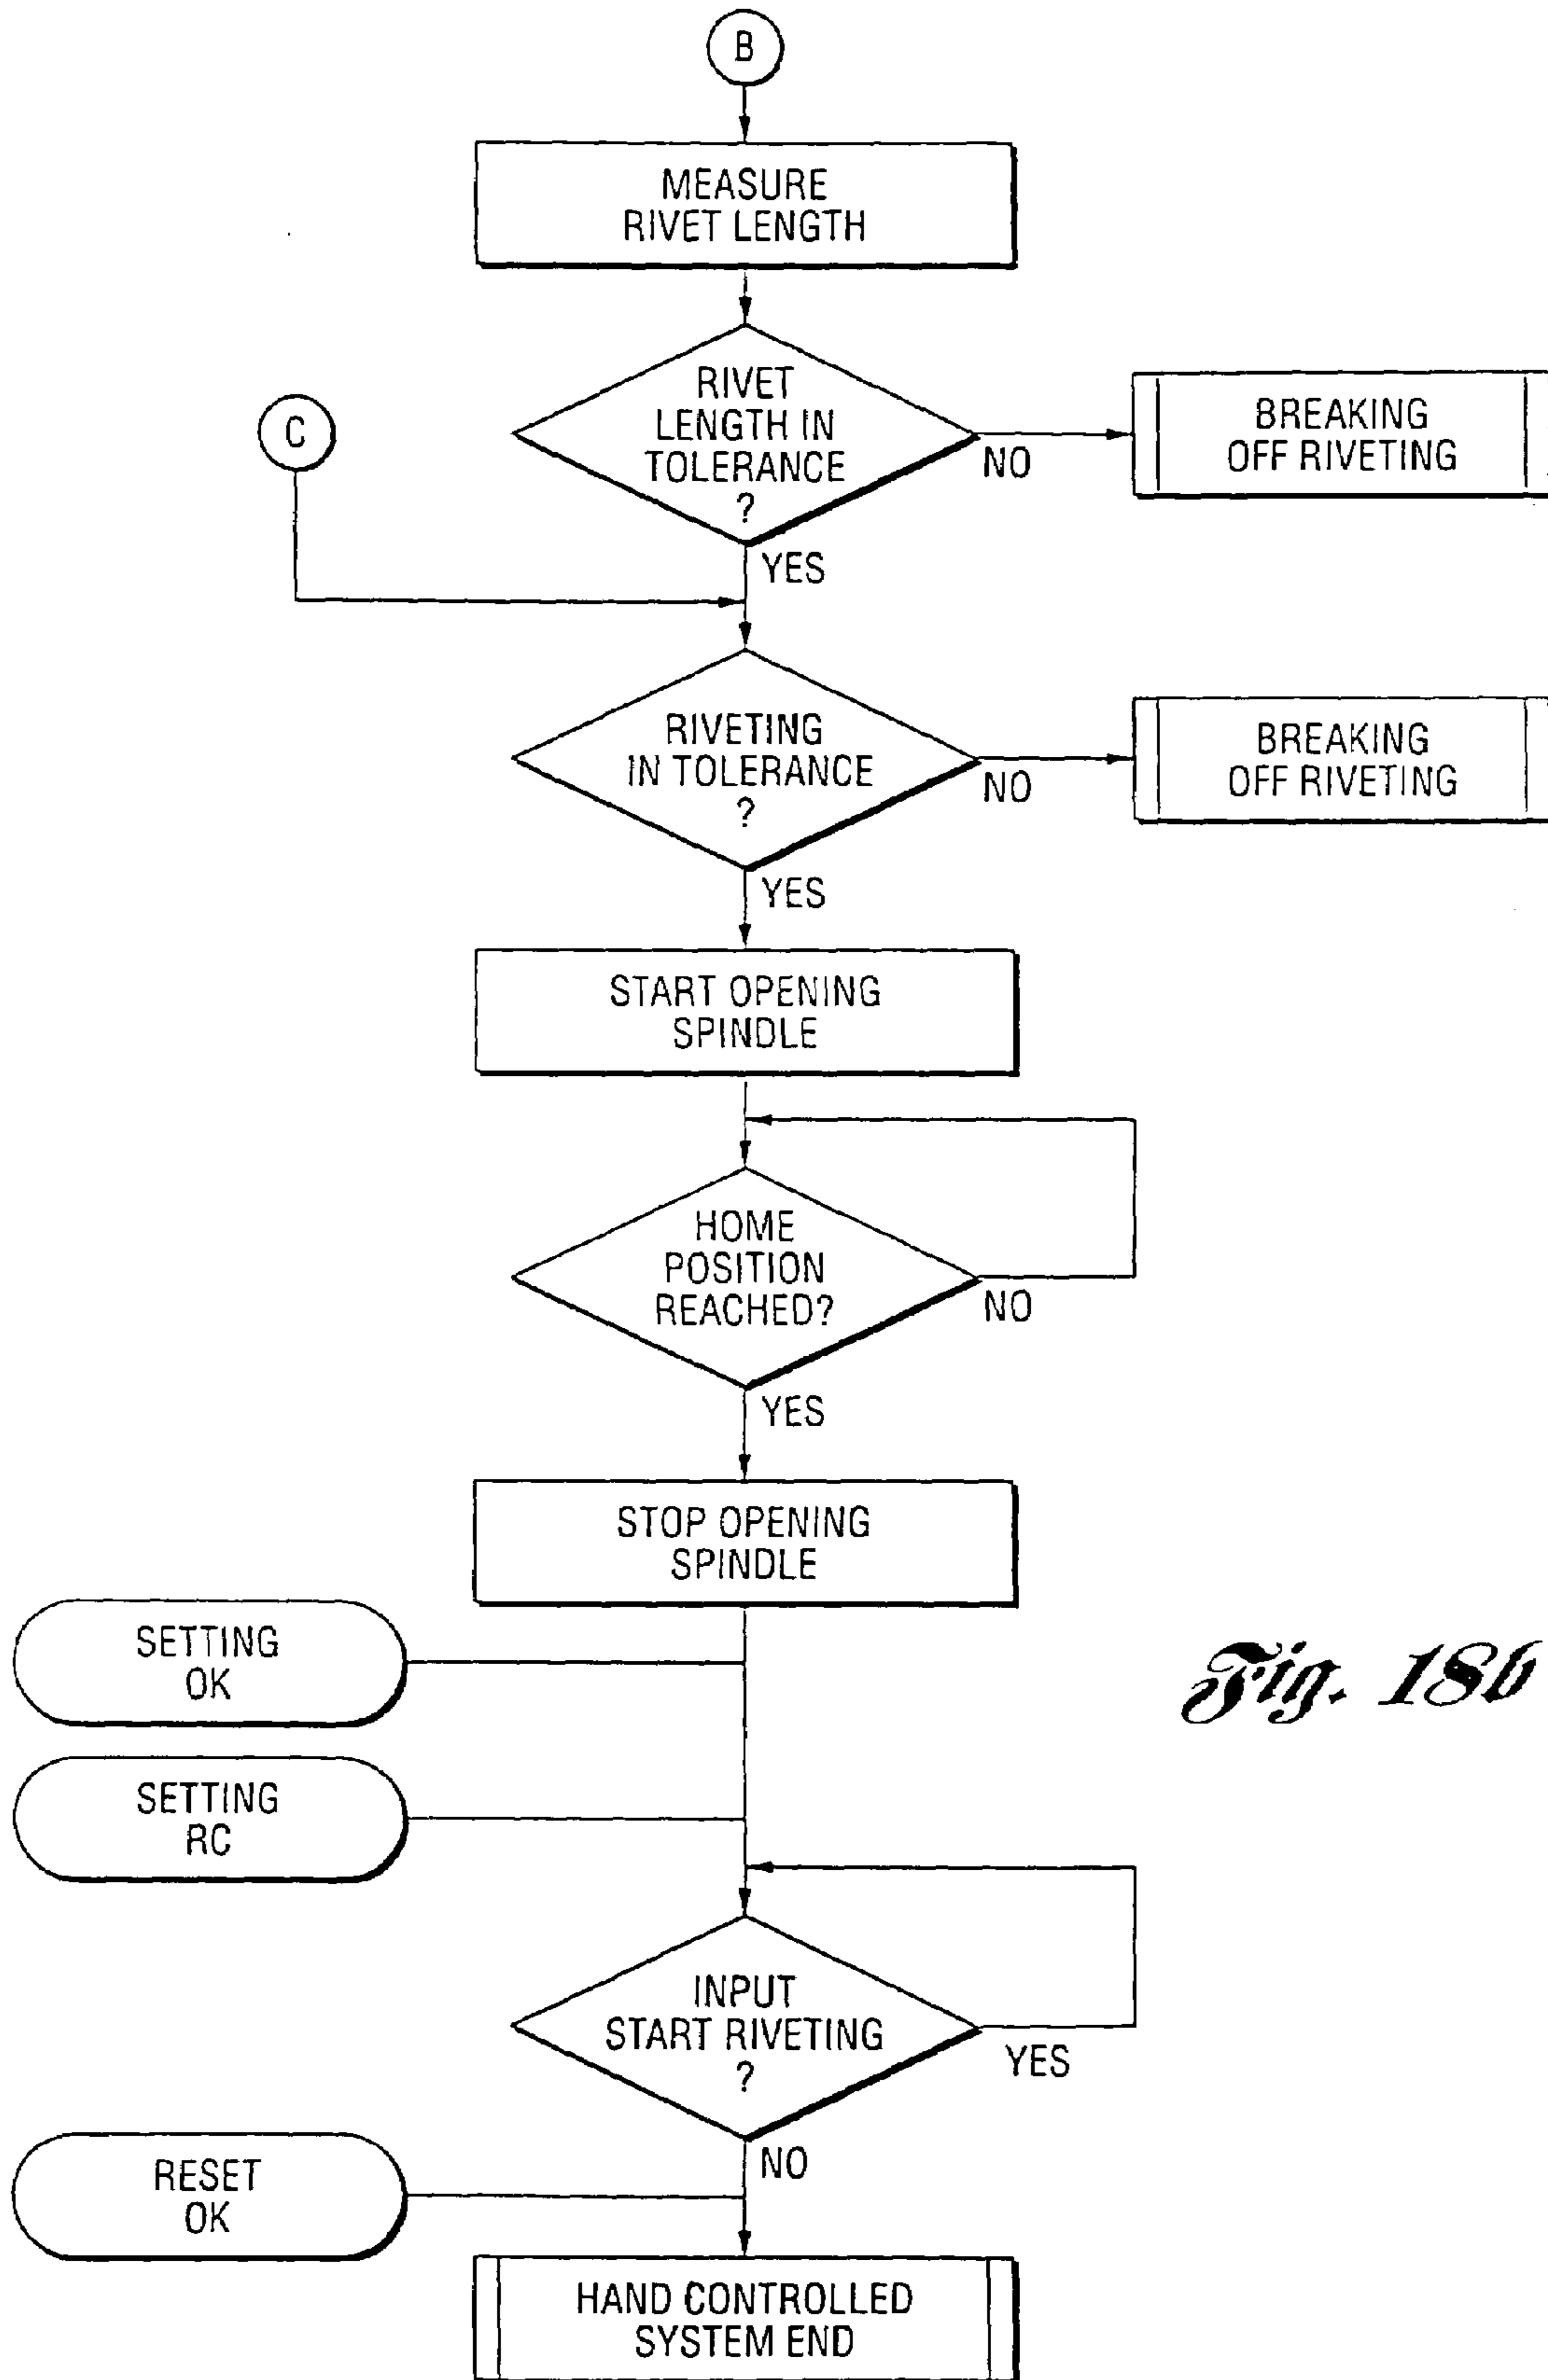 B
MEASURE
RIVET LENGTH
RIVET
LENGTH IN
TOLERANCE
?
NO
BREAKING
OFF RIVETING
C
YES
RIVETING
IN TOLERANCE
?
NO
BREAKING
OFF RIVETING
YES
START OPENING
SPINDLE
HOME
POSITION
REACHED?
NO
YES
STOP OPENING
SPINDLE
SETTING
OK
Fig. 18b
SETTING
RC
INPUT
START RIVETING
?
YES
NO
RESET
OK
HAND CONTROLLED
SYSTEM END